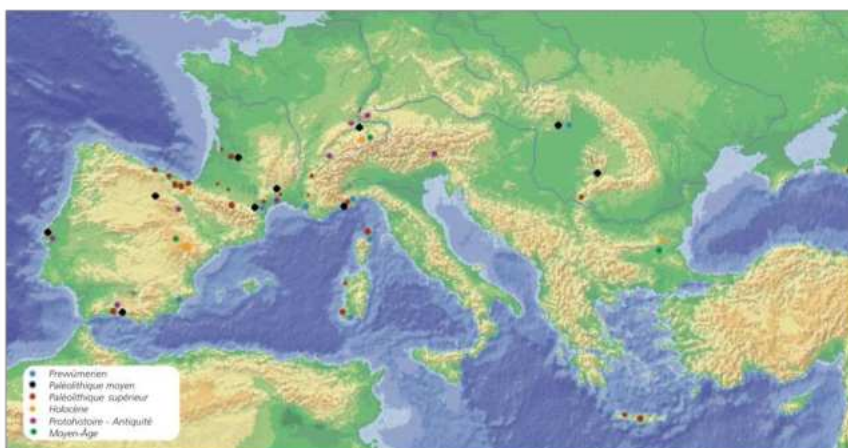 Prewürmerien
Paléolithique moyen
Paléolithique supérieur
Holocène
Protohistoire - Antiquité
Moyen-Âge